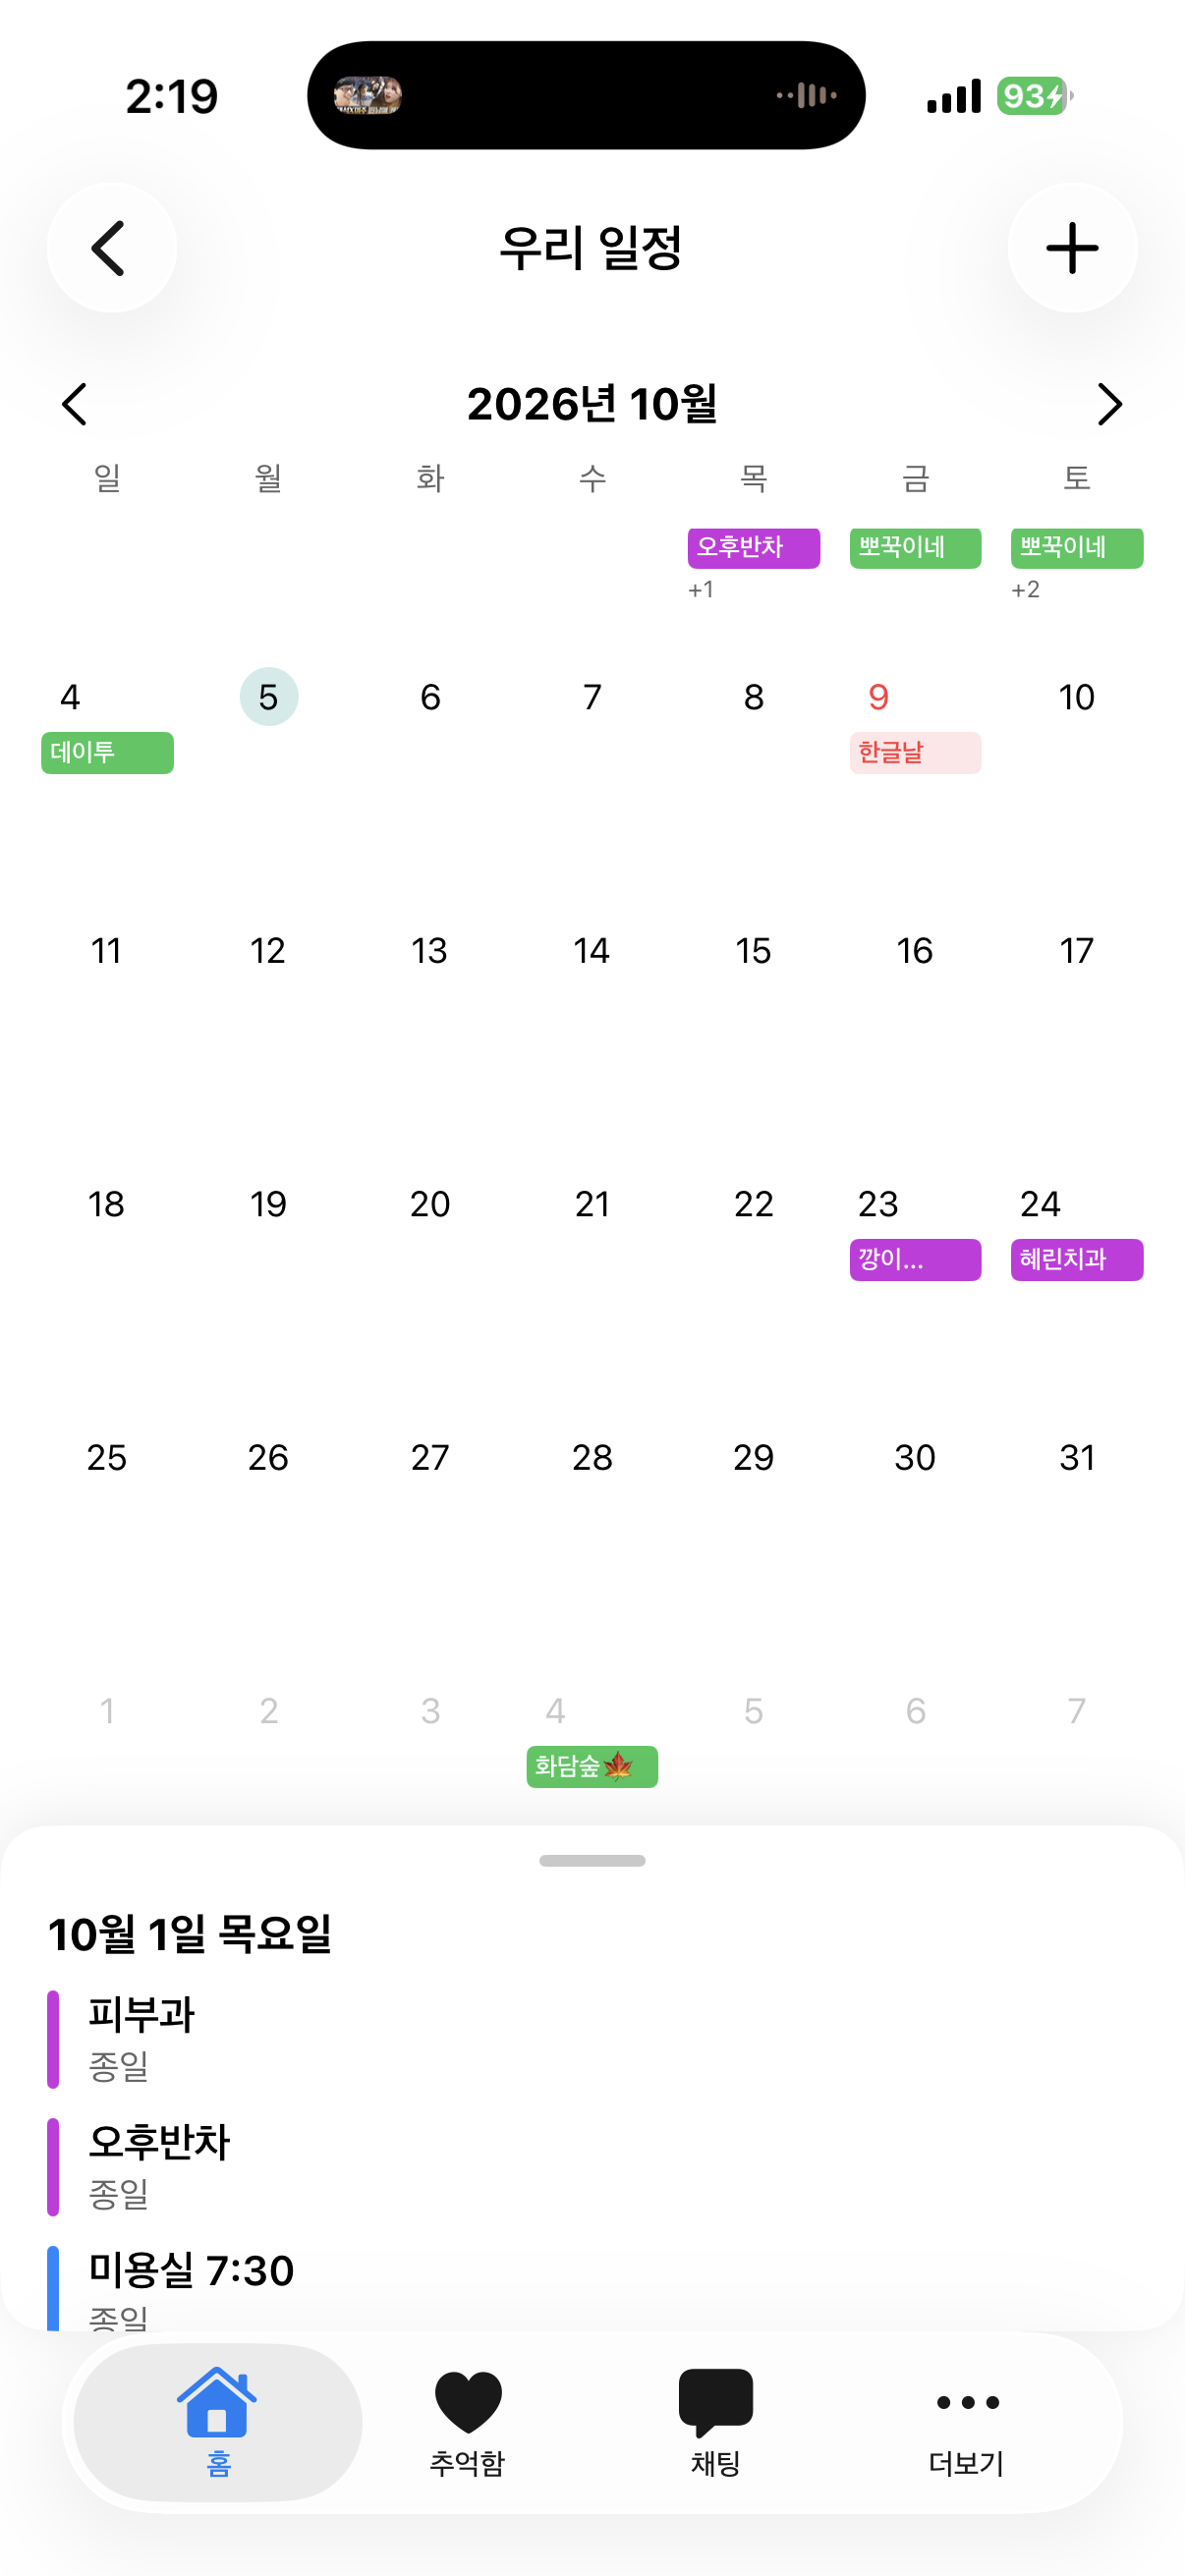 2:19
93
우리 일정
2026년 10월
일 월 화 수 목 금 토
오후반차 뽀꾹이네 뽀꾹이네
+1 +2
4 5 6 7 8 9 10
데이투 한글날
11 12 13 14 15 16 17
18 19 20 21 22 23 24
깡이... 혜린치과
25 26 27 28 29 30 31
1 2 3 4 5 6 7
화담숲🍁
10월 1일 목요일
피부과
종일
오후반차
종일
미용실 7:30
종일
홈 추억함 채팅 더보기